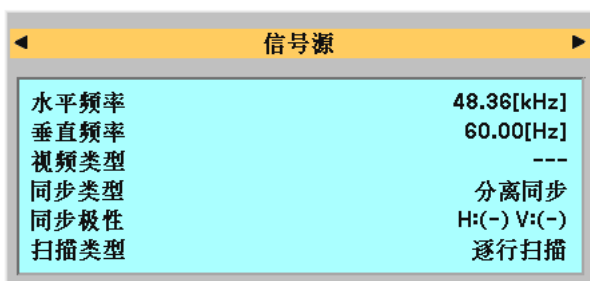 信号源
水平频率 48.36[kHz]
垂直频率 60.00[Hz]
视频类型 ---
同步类型 分离同步
同步极性 H:(-) V:(-)
扫描类型 逐行扫描